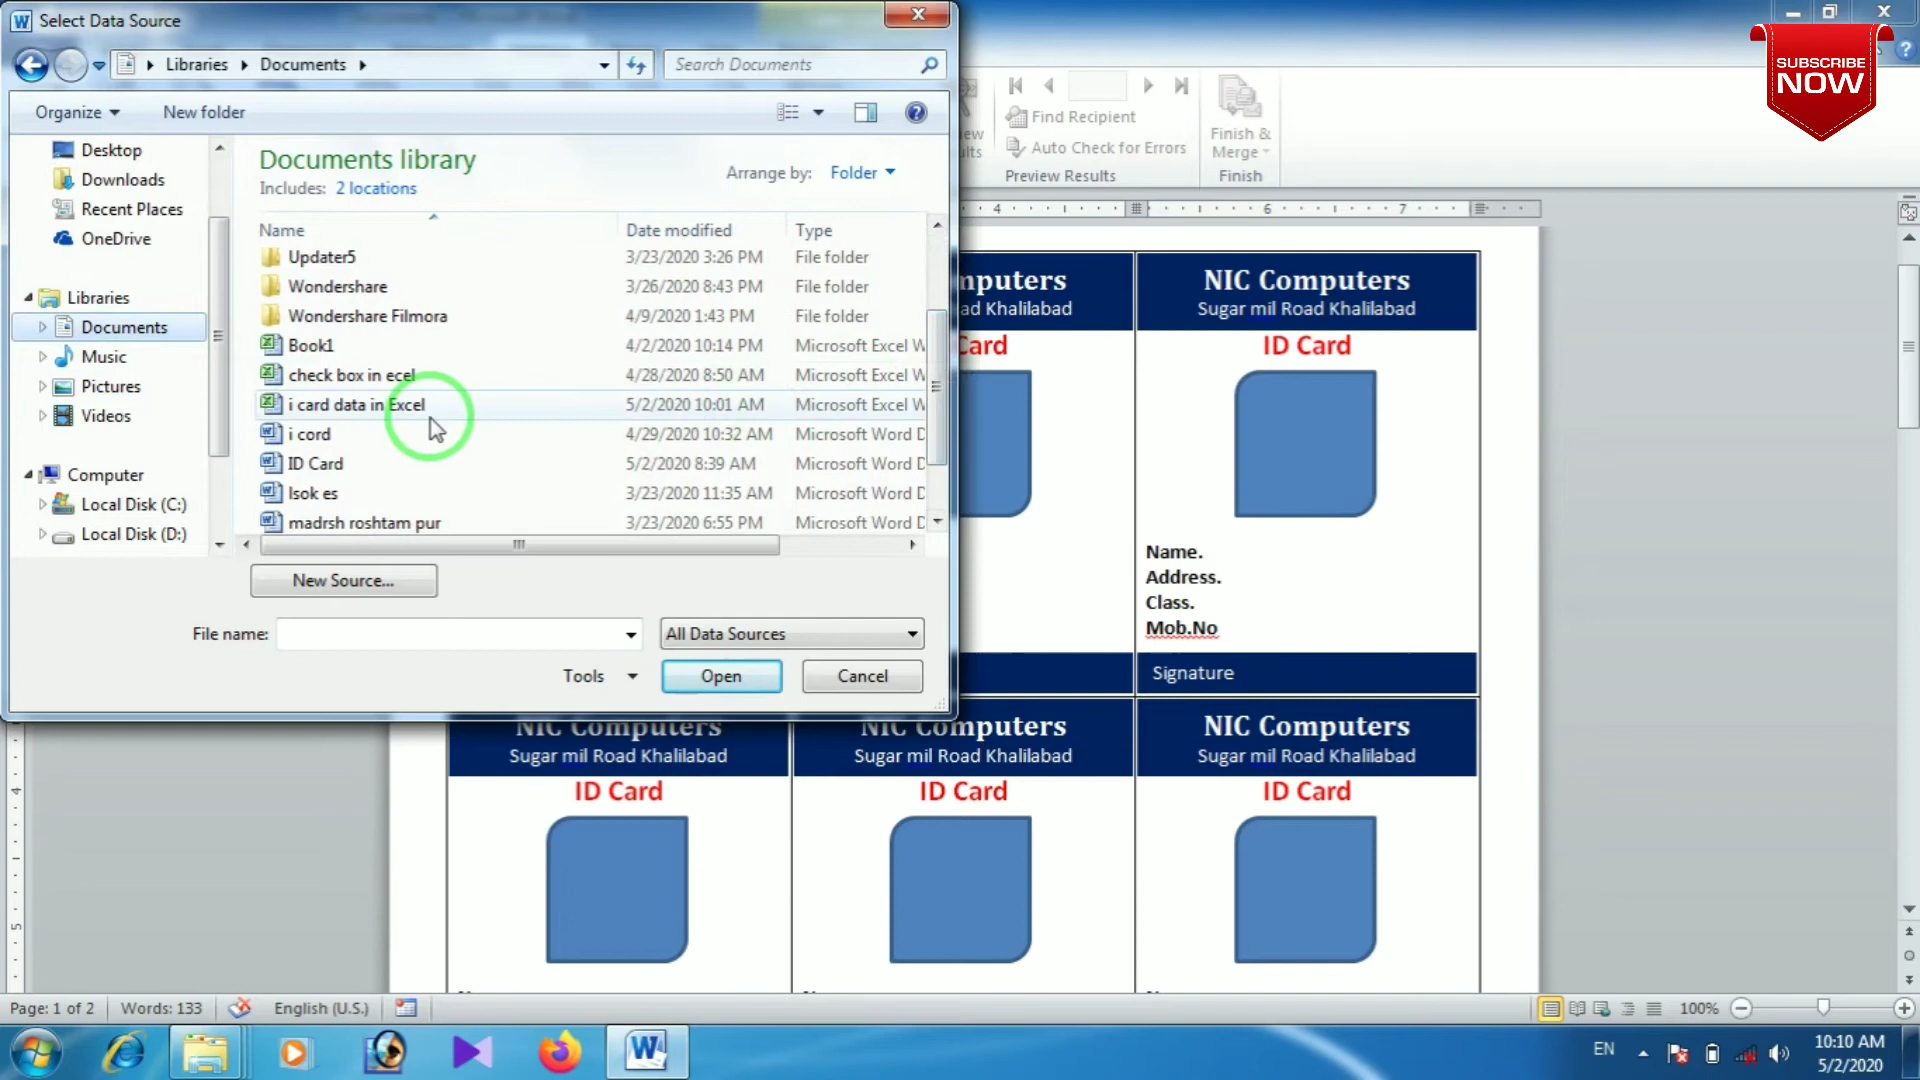 Select Data Source
Libraries Documents
Search Documents
Organize
New folder
Desktop
Downloads
Recent Places
OneDrive
Libraries
Documents
Music
Pictures
Videos
Computer
Local Disk (C:)
Local Disk (D:)
Documents library
Includes: 2 locations
Arrange by: Folder
Name Date modified Type
Updater5 3/23/2020 3:26 PM File folder
Wondershare 3/26/2020 8:43 PM File folder
Wondershare Filmora 4/9/2020 1:43 PM File folder
Book1 4/2/2020 10:14 PM Microsoft Excel W
check box in ecel 4/28/2020 8:50 AM Microsoft Excel W
i card data in Excel 5/2/2020 10:01 AM Microsoft Excel W
i cord 4/29/2020 10:32 AM Microsoft Word D
ID Card 5/2/2020 8:39 AM Microsoft Word D
Isok es 3/23/2020 11:35 AM Microsoft Word D
madrsh roshtam pur 3/23/2020 6:55 PM Microsoft Word D
New Source...
File name:
All Data Sources
Tools
Open
Cancel
SUBSCRIBE
NOW
Find Recipient
Auto Check for Errors
Preview Results
Finish &
Merge
Finish
4 6 7
mputers
ad Khalilabad
Card
NIC Computers
Sugar mil Road Khalilabad
ID Card
Name.
Address.
Class.
Mob.No
Signature
NIC Computers
Sugar mil Road Khalilabad
ID Card
NIC Computers
Sugar mil Road Khalilabad
ID Card
NIC Computers
Sugar mil Road Khalilabad
ID Card
4
5
Page: 1 of 2
Words: 133
English (U.S.)
100%
EN
10:10 AM
5/2/2020